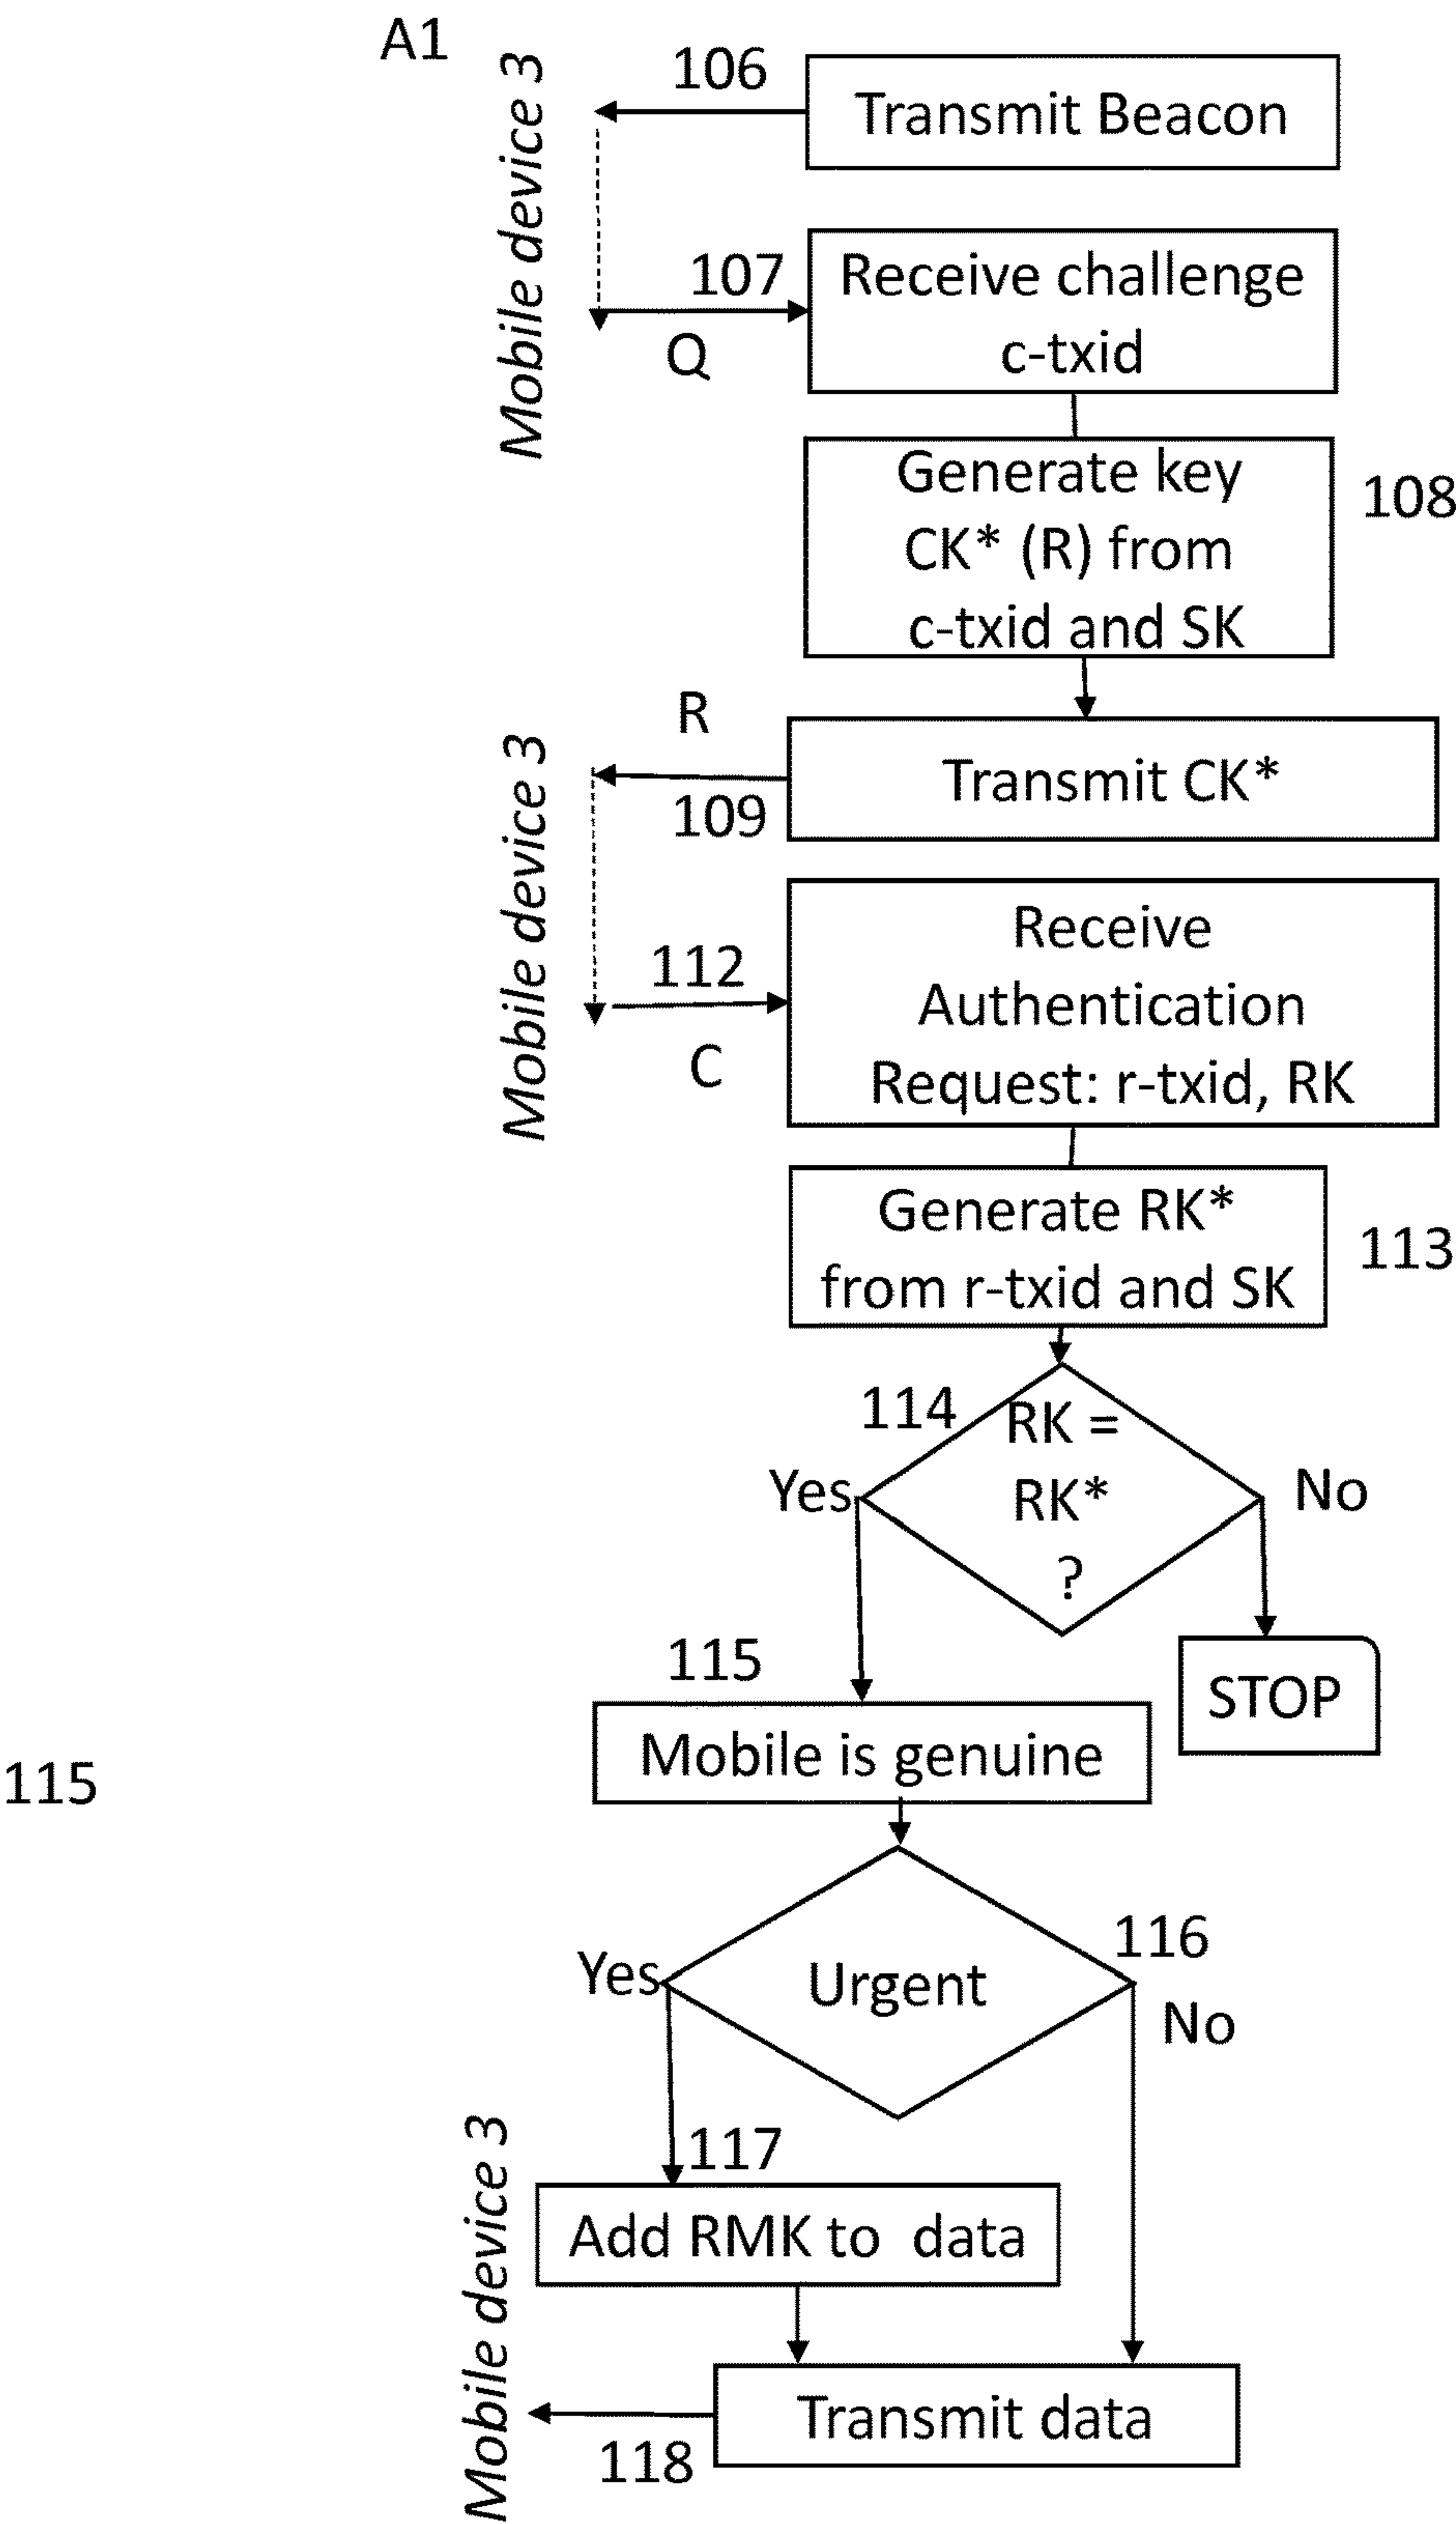 A1
Mobile device 3
106
Transmit Beacon
107
Q
Receive challenge
c-txid
Generate key
CK* (R) from
c-txid and SK
108
Mobile device 3
R
109
Transmit CK*
112
C
Receive
Authentication
Request: r-txid, RK
Generate RK*
from r-txid and SK
113
114
RK =
RK*
?
Yes
No
STOP
115
Mobile is genuine
115
Urgent
116
Yes
No
Mobile device 3
117
Add RMK to data
Transmit data
118